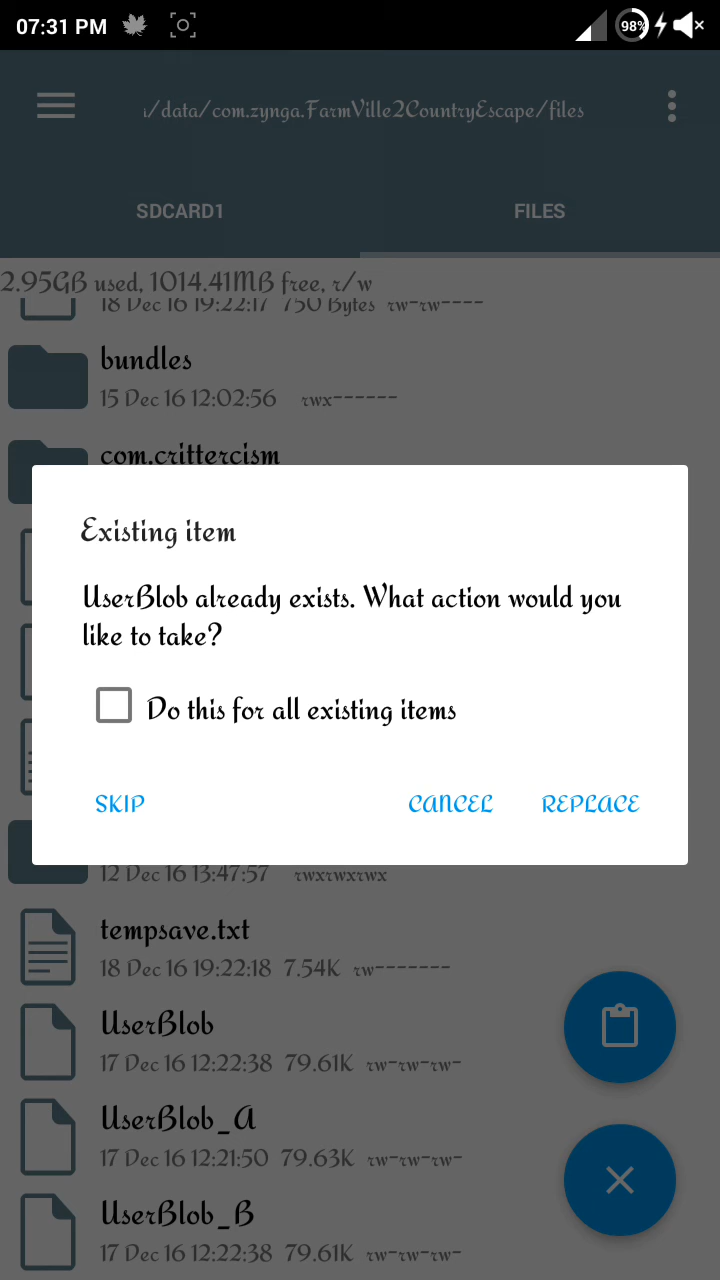 07:31 PM
98%
/data/com.zynga.FarmVille2CountryEscape/files
SDCARD1
FILES
2.95GB used, 1014.41MB free, r/w
18 Dec 16 19:22:17 750 Bytes rw-rw----
bundles
15 Dec 16 12:02:56 rwx------
com.crittercism
Existing item
UserBlob already exists. What action would you
like to take?
Do this for all existing items
SKIP
CANCEL
REPLACE
12 Dec 16 13:47:57 rwxrwxrwx
tempsave.txt
18 Dec 16 19:22:18 7.54K rw-------
UserBlob
17 Dec 16 12:22:38 79.61K rw-rw-rw-
UserBlob_A
17 Dec 16 12:21:50 79.63K rw-rw-rw-
UserBlob_B
17 Dec 16 12:22:38 79.61K rw-rw-rw-